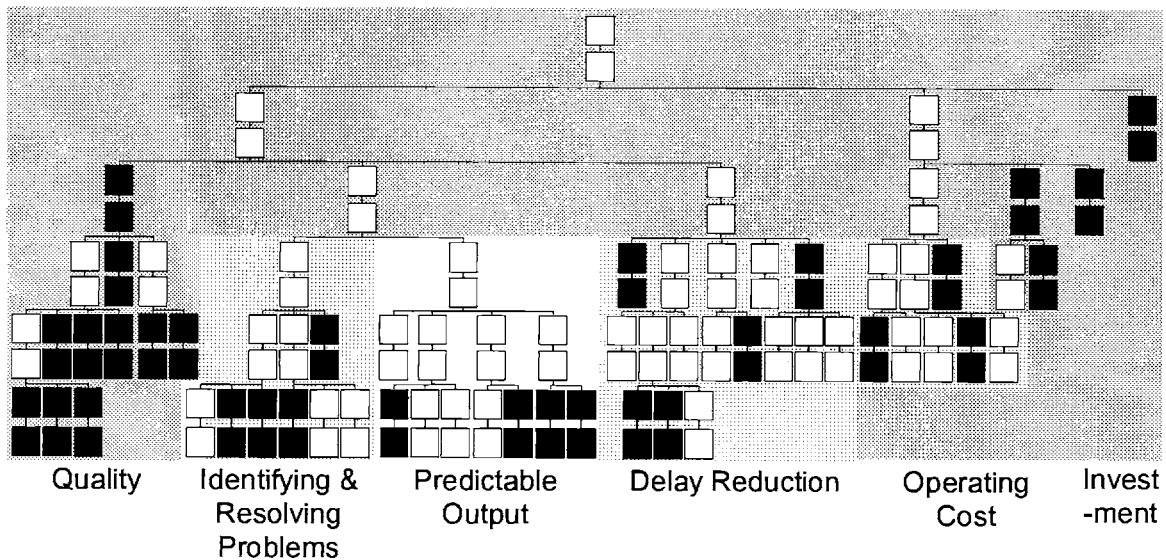 Quality
Identifying &
Resolving
Problems
Predictable
Output
Delay Reduction
Operating
Cost
Invest
-ment